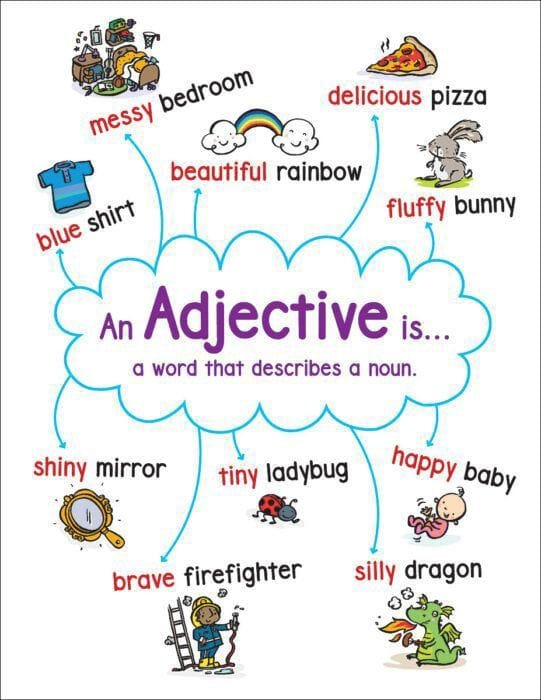 messy bedroom
delicious pizza
beautiful rainbow
blue shirt
fluffy bunny
An Adjective is...
a word that describes a noun.
shiny mirror
tiny ladybug
happy baby
brave firefighter
silly dragon